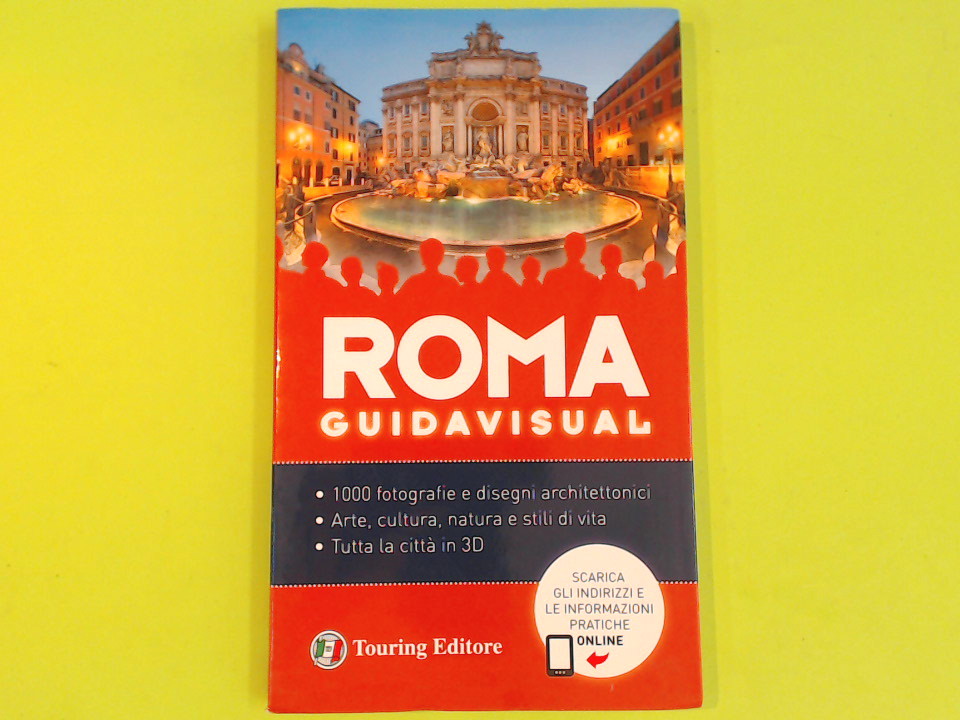 ROMA
GUIDAVISUAL
• 1000 fotografie e disegni architettonici
• Arte, cultura, natura e stili di vita
• Tutta la città in 3D
SCARICA
GLI INDIRIZZI E
LE INFORMAZIONI
PRATICHE
ONLINE
Touring Editore